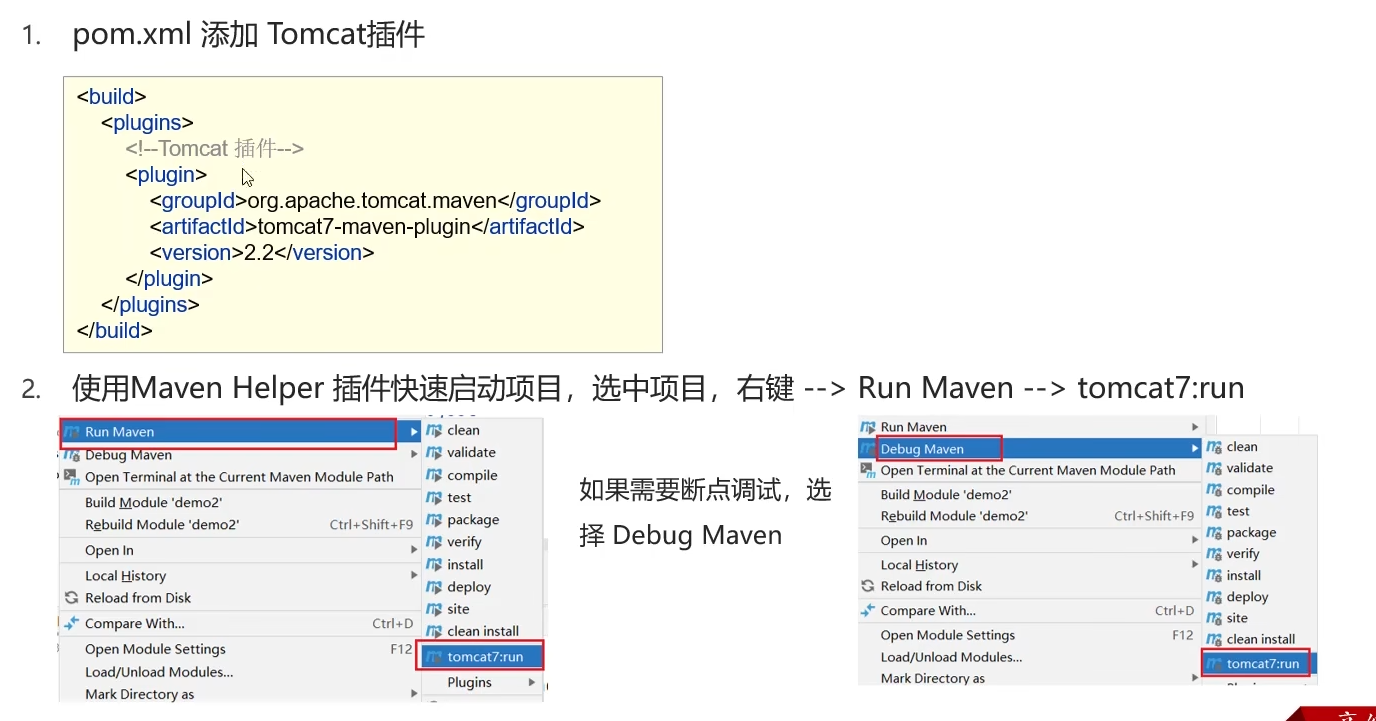 1. pom.xml 添加 Tomcat插件
<build>
<plugins>
<!--Tomcat 插件-->
<plugin>
<groupId>org.apache.tomcat.maven</groupId>
<artifactId>tomcat7-maven-plugin</artifactId>
<version>2.2</version>
</plugin>
</plugins>
</build>
2. 使用Maven Helper 插件快速启动项目，选中项目，右键 --> Run Maven --> tomcat7:run
Run Maven
Debug Maven
Open Terminal at the Current Maven Module Path
Build Module 'demo2'
Rebuild Module 'demo2' Ctrl+Shift+F9
Open In
Local History
Reload from Disk
Compare With... Ctrl+D
Open Module Settings F12
Load/Unload Modules...
Mark Directory as
clean
validate
compile
test
package
verify
install
deploy
site
clean install
tomcat7:run
Plugins
如果需要断点调试，选
择 Debug Maven
Run Maven
Debug Maven
Open Terminal at the Current Maven Module Path
Build Module 'demo2'
Rebuild Module 'demo2' Ctrl+Shift+F9
Open In
Local History
Reload from Disk
Compare With... Ctrl+D
Open Module Settings F12
Load/Unload Modules...
Mark Directory as
clean
validate
compile
test
package
verify
install
deploy
site
clean install
tomcat7:run